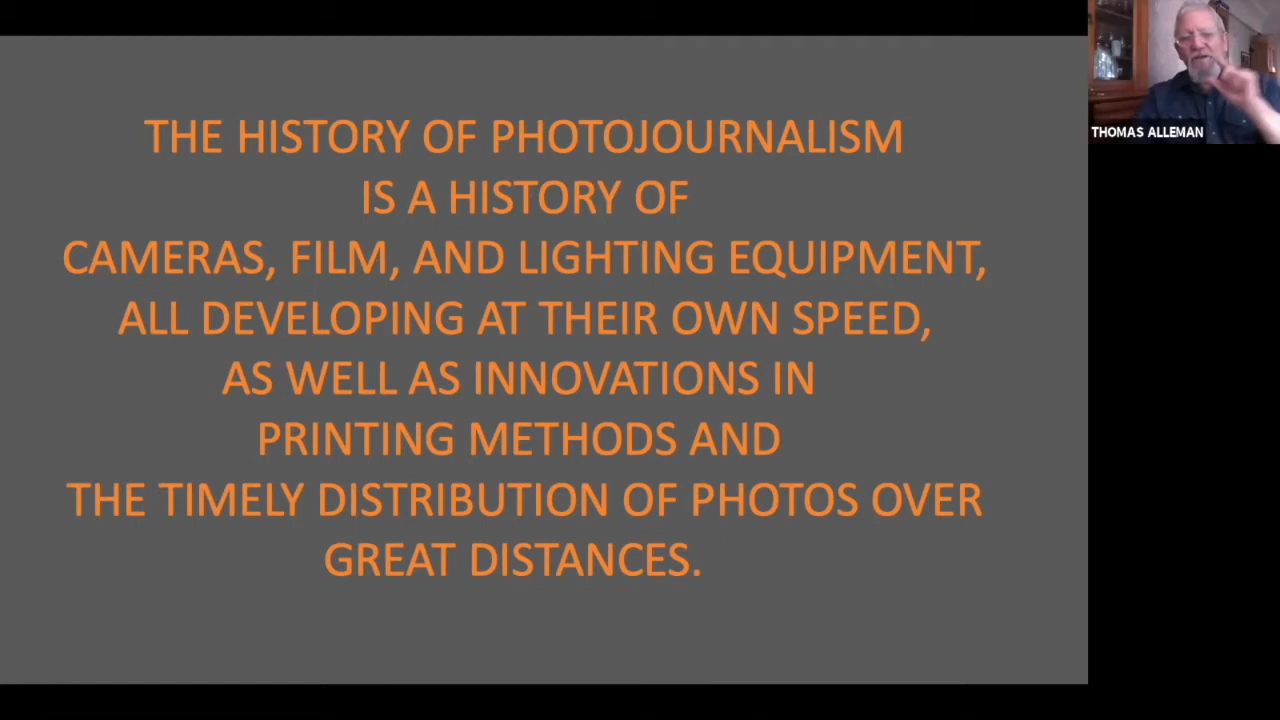 THE HISTORY OF PHOTOJOURNALISM
IS A HISTORY OF
CAMERAS, FILM, AND LIGHTING EQUIPMENT,
ALL DEVELOPING AT THEIR OWN SPEED,
AS WELL AS INNOVATIONS IN
PRINTING METHODS AND
THE TIMELY DISTRIBUTION OF PHOTOS OVER
GREAT DISTANCES.
THOMAS ALLEMAN